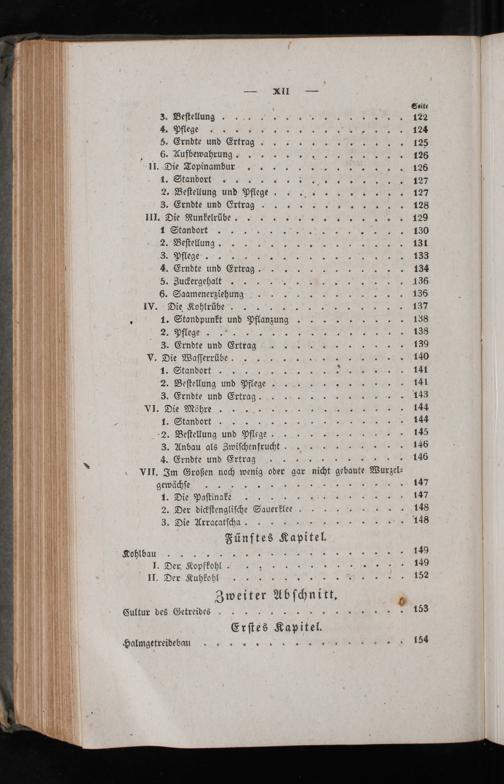 — XII —
Seite
3. Bestellung . . . . . . . . . . . . . . 122
4. Pflege . . . . . . . . . . . . . . 124
5. Erndte und Ertrag . . . . . . . . . . . 125
6. Aufbewahrung . . . . . . . . . . . . 126
II. Die Topinambur . . . . . . . . . . . . 126
1. Standort . . . . . . . . . . . . . 127
2. Bestellung und Pflege . . . . . . . . . . 127
3. Erndte und Ertrag . . . . . . . . . . . 128
III. Die Runkelrübe . . . . . . . . . . . . 129
1 Standort . . . . . . . . . . . . . 130
2. Bestellung . . . . . . . . . . . . . 131
3. Pflege . . . . . . . . . . . . . . 133
4. Erndte und Ertrag . . . . . . . . . . . 134
5. Zuckergehalt . . . . . . . . . . . . 136
6. Saamenerziehung . . . . . . . . . . . 136
IV. Die Kohlrübe . . . . . . . . . . . . . 137
1. Standpunkt und Pflanzung . . . . . . . . 138
2. Pflege . . . . . . . . . . . . . . 138
3. Erndte und Ertrag . . . . . . . . . . . 139
V. Die Wasserrübe . . . . . . . . . . . . 140
1. Standort . . . . . . . . . . . . . 141
2. Bestellung und Pflege . . . . . . . . . . 141
3. Erndte und Ertrag . . . . . . . . . . . 143
VI. Die Möhre . . . . . . . . . . . . . 144
1. Standort . . . . . . . . . . . . . 144
2. Bestellung und Pflege . . . . . . . . . . 145
3. Anbau als Zwischenfrucht . . . . . . . . . 146
4. Erndte und Ertrag . . . . . . . . . . . 146
VII. Im Großen noch wenig oder gar nicht gebaute Wurzel=
gewächse . . . . . . . . . . . . . . 147
1. Die Pastinake . . . . . . . . . . . . 147
2. Der dickstenglische Sauerklee . . . . . . . . 148
3. Die Arracatscha . . . . . . . . . . . . 148
Fünftes Kapitel.
Kohlbau . . . . . . . . . . . . . . . . 149
I. Der Kopfkohl . . . . . . . . . . . . . 149
II. Der Kuhkohl . . . . . . . . . . . . . 152
Zweiter Abschnitt.
Cultur des Getreides . . . . . . . . . . . . . 153
Erstes Kapitel.
Halmgetreidebau . . . . . . . . . . . . . . 154